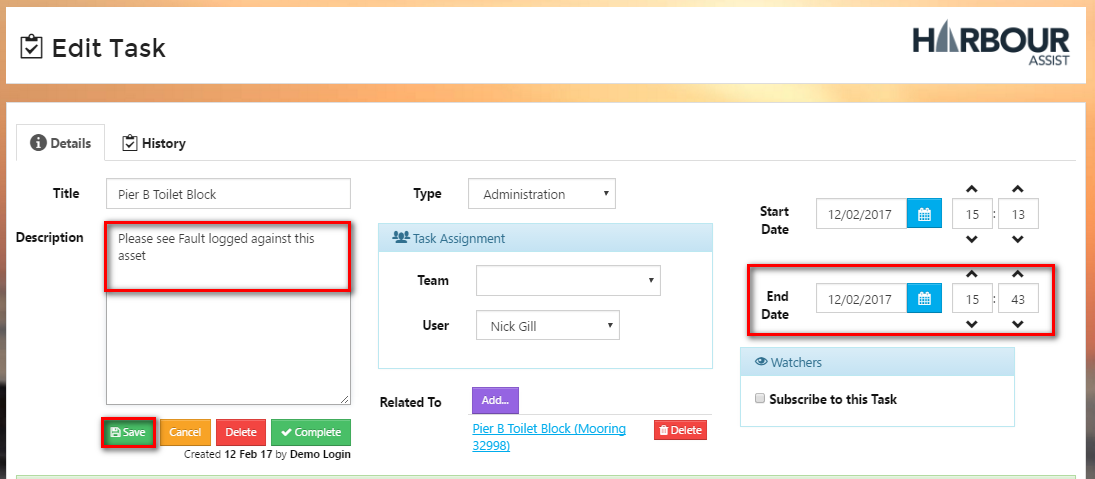 Edit Task
HARBOUR
ASSIST
Details
History
Title
Pier B Toilet Block
Type
Administration
Start
Date
12/02/2017
15
:
13
Description
Please see Fault logged against this
asset
Task Assignment
Team
User
Nick Gill
End
Date
12/02/2017
15
:
43
Watchers
Subscribe to this Task
Related To
Add...
Pier B Toilet Block (Mooring
32998)
Delete
Save
Cancel
Delete
Complete
Created 12 Feb 17 by Demo Login